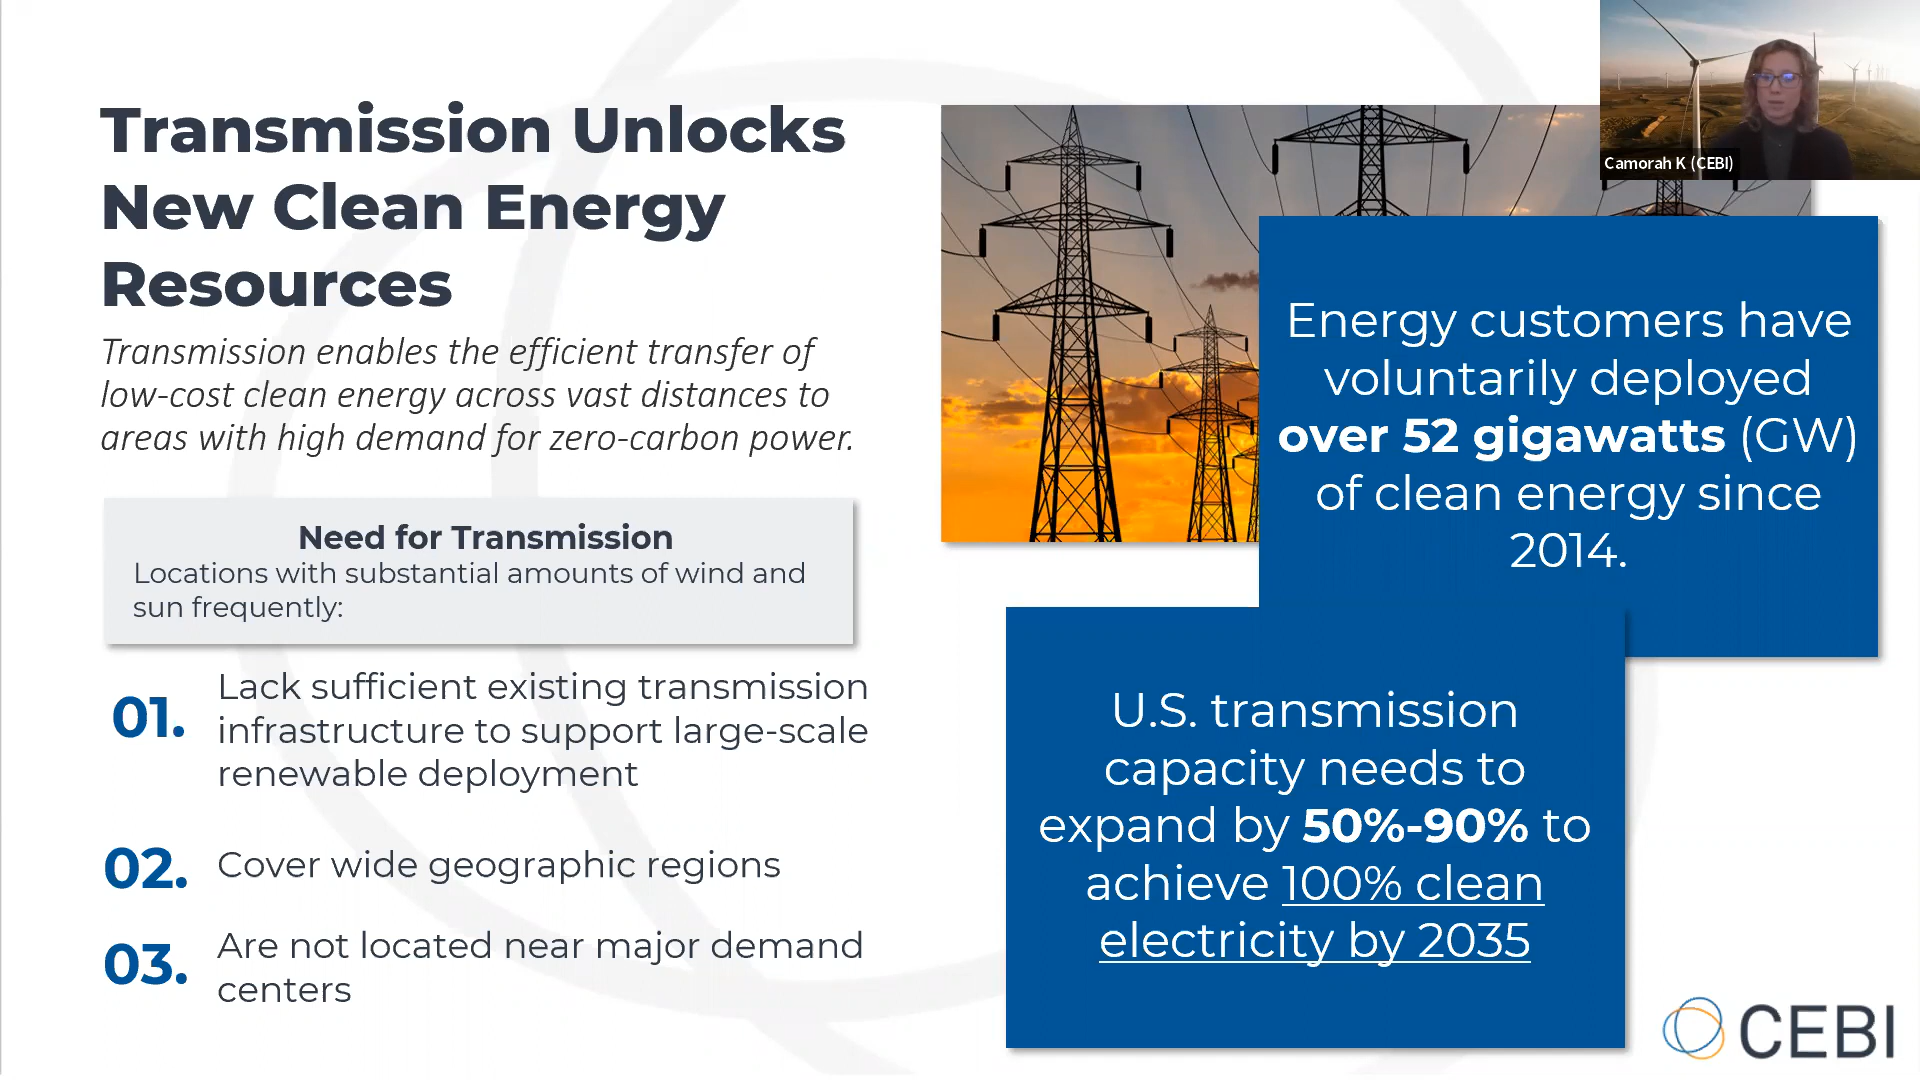 Transmission Unlocks
New Clean Energy
Resources
Transmission enables the efficient transfer of
low-cost clean energy across vast distances to
areas with high demand for zero-carbon power.
Need for Transmission
Locations with substantial amounts of wind and
sun frequently:
01.
Lack sufficient existing transmission
infrastructure to support large-scale
renewable deployment
02.
Cover wide geographic regions
03.
Are not located near major demand
centers
Camorah K (CEBI)
Energy customers have
voluntarily deployed
over 52 gigawatts (GW)
of clean energy since
2014.
U.S. transmission
capacity needs to
expand by 50%-90% to
achieve 100% clean
electricity by 2035
CEBI